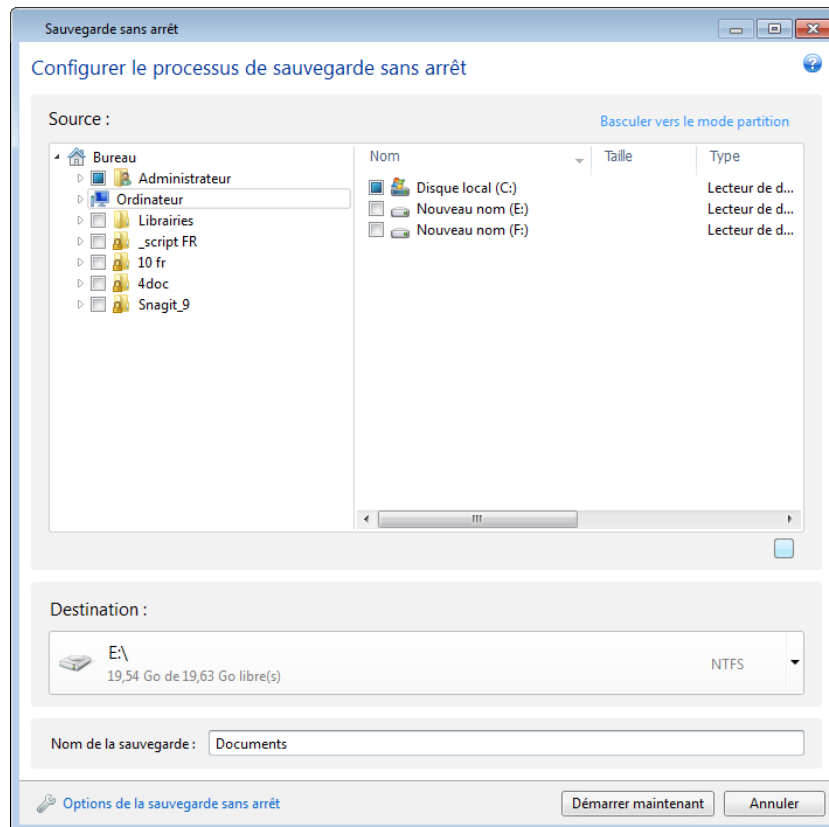 Sauvegarde sans arrêt
Configurer le processus de sauvegarde sans arrêt
Source :
Basculer vers le mode partition
Bureau
Administrateur
Ordinateur
Librairies
_script FR
10 fr
4doc
Snagit_9
Nom Taille Type
Disque local (C:) Lecteur de d...
Nouveau nom (E:) Lecteur de d...
Nouveau nom (F:) Lecteur de d...
Destination :
E:\
19,54 Go de 19,63 Go libre(s)
NTFS
Nom de la sauvegarde : Documents
Options de la sauvegarde sans arrêt
Démarrer maintenant Annuler